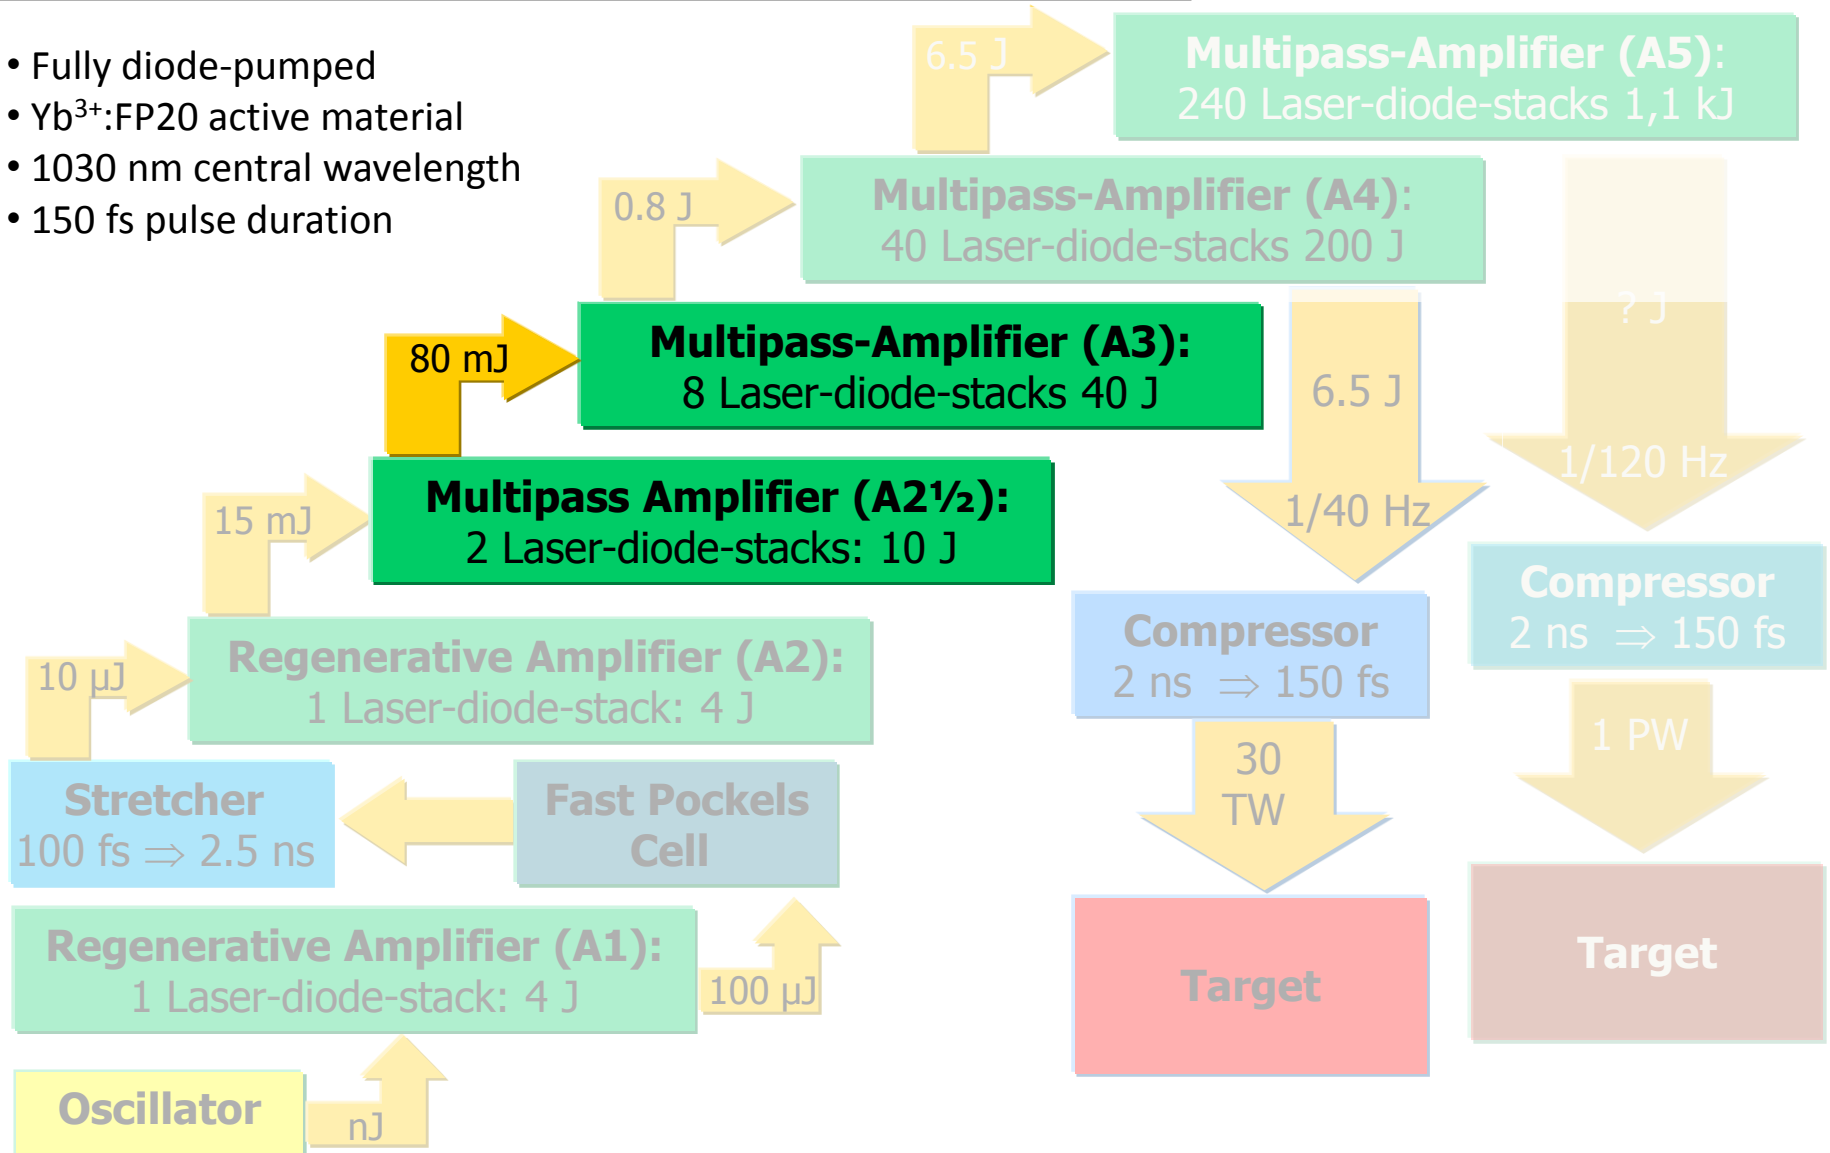 • Fully diode-pumped
• Yb³⁺:FP20 active material
• 1030 nm central wavelength
• 150 fs pulse duration
6.5 J
Multipass-Amplifier (A5):
240 Laser-diode-stacks 1,1 kJ
0.8 J
Multipass-Amplifier (A4):
40 Laser-diode-stacks 200 J
80 mJ
Multipass-Amplifier (A3):
8 Laser-diode-stacks 40 J
15 mJ
Multipass Amplifier (A2½):
2 Laser-diode-stacks: 10 J
10 µJ
Regenerative Amplifier (A2):
1 Laser-diode-stack: 4 J
Stretcher
100 fs ⇒ 2.5 ns
Fast Pockels
Cell
Regenerative Amplifier (A1):
1 Laser-diode-stack: 4 J
100 µJ
Oscillator
nJ
6.5 J
1/40 Hz
Compressor
2 ns ⇒ 150 fs
30
TW
Target
? J
1/120 Hz
Compressor
2 ns ⇒ 150 fs
1 PW
Target